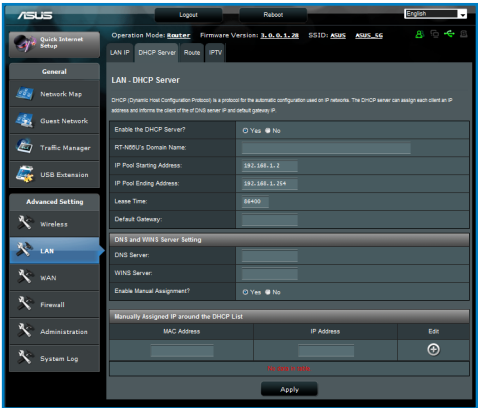 ASUS
Logout
Reboot
English
Quick Internet Setup
Operation Mode: Router Firmware Version: 3.0.0.1.28 SSID: ASUS ASUS_5G
LAN IP DHCP Server Route IPTV
General
Network Map
Guest Network
Traffic Manager
USB Extension
Advanced Setting
Wireless
LAN
WAN
Firewall
Administration
System Log
LAN - DHCP Server
DHCP (Dynamic Host Configuration Protocol) is a protocol for the automatic configuration used on IP networks. The DHCP server can assign each client an IP
address and informs the client of the of DNS server IP and default gateway IP.
Enable the DHCP Server? Yes No
RT-N66U's Domain Name:
IP Pool Starting Address: 192.168.1.2
IP Pool Ending Address: 192.168.1.254
Lease Time: 86400
Default Gateway:
DNS and WINS Server Setting
DNS Server:
WINS Server:
Enable Manual Assignment? Yes No
Manually Assigned IP around the DHCP List
MAC Address IP Address Edit
Apply